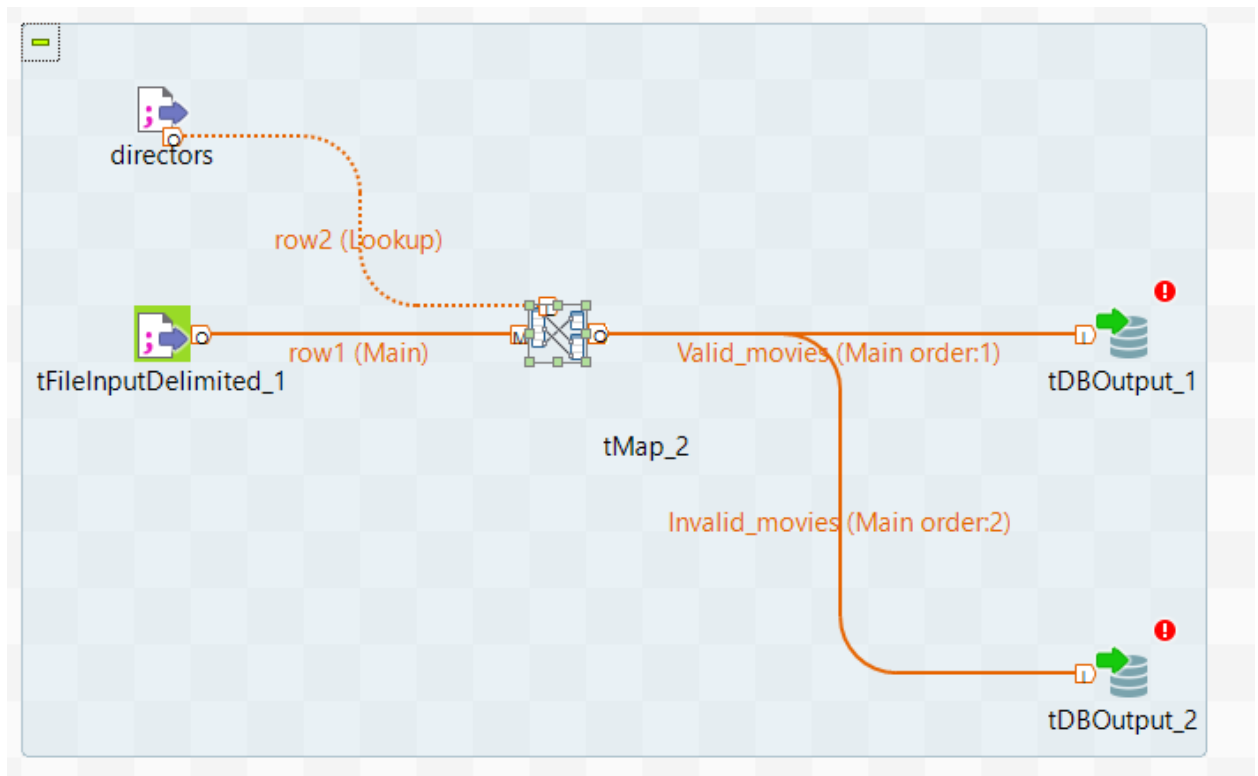 directors
row2 (Lookup)
row1 (Main)
Valid_movies (Main order:1)
tFileInputDelimited_1
tDBOutput_1
tMap_2
Invalid_movies (Main order:2)
tDBOutput_2